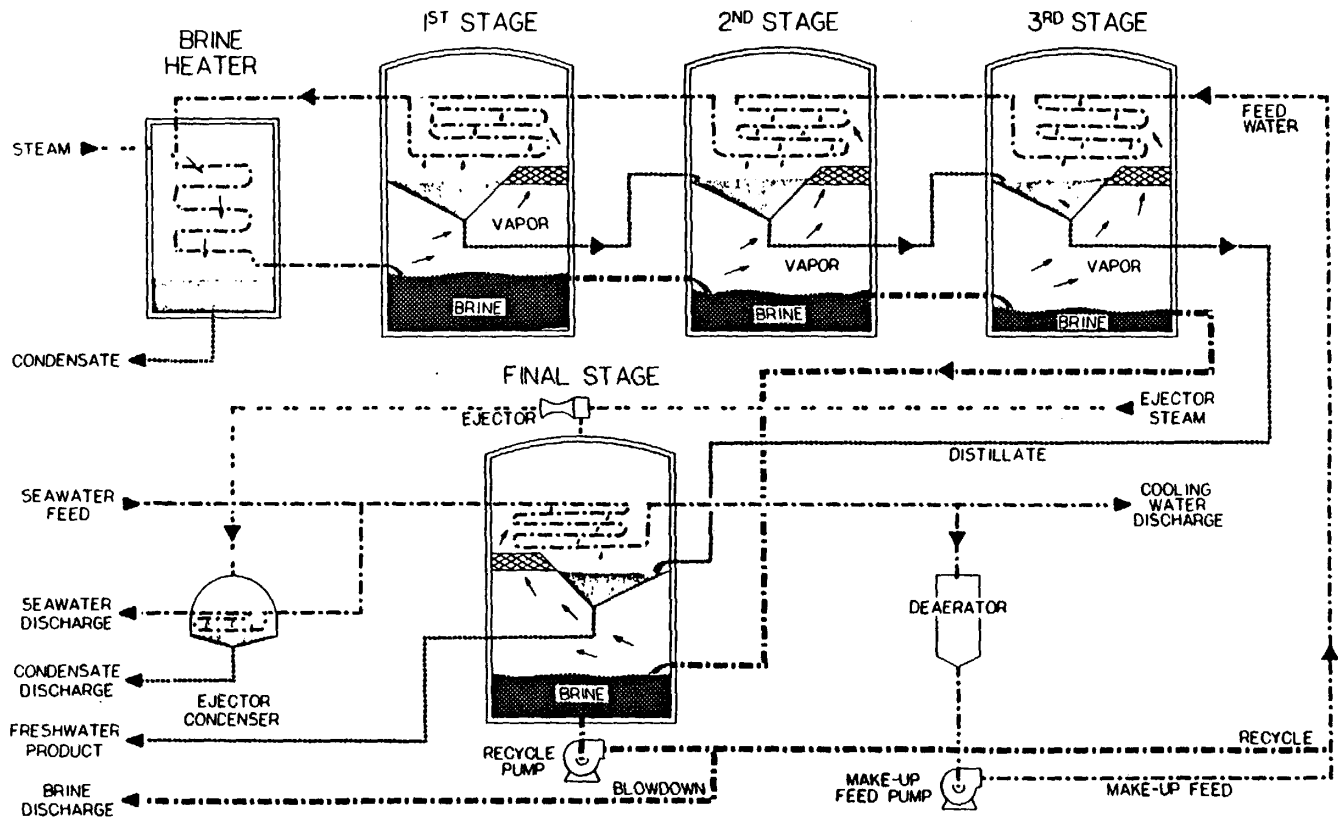 1ST STAGE
2ND STAGE
3RD STAGE
BRINE
HEATER
FEED
WATER
STEAM
VAPOR
VAPOR
VAPOR
BRINE
BRINE
BRINE
CONDENSATE
FINAL STAGE
EJECTOR
EJECTOR
STEAM
DISTILLATE
SEAWATER
FEED
COOLING
WATER
DISCHARGE
SEAWATER
DISCHARGE
DEAERATOR
CONDENSATE
DISCHARGE
EJECTOR
CONDENSER
BRINE
FRESHWATER
PRODUCT
RECYCLE
PUMP
RECYCLE
BLOWDOWN
MAKE-UP
FEED PUMP
MAKE-UP FEED
BRINE
DISCHARGE